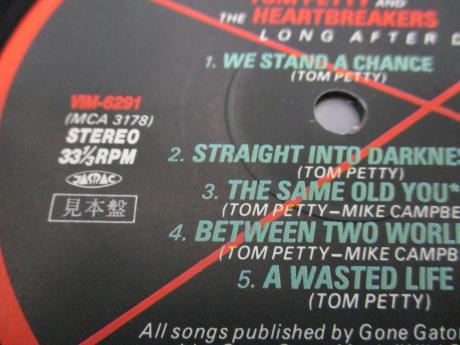 TOM PETTY AND
THE HEARTBREAKERS
LONG AFTER D
1. WE STAND A CHANCE
(TOM PETTY)
VIM-6291
(MCA 3178)
STEREO
33⅓RPM
JASRAC
見本盤
2. STRAIGHT INTO DARKNES
(TOM PETTY)
3. THE SAME OLD YOU*
(TOM PETTY–MIKE CAMPBE
4. BETWEEN TWO WORL
(TOM PETTY–MIKE CAMPB
5. A WASTED LIFE
(TOM PETTY)
All songs published by Gone Gator